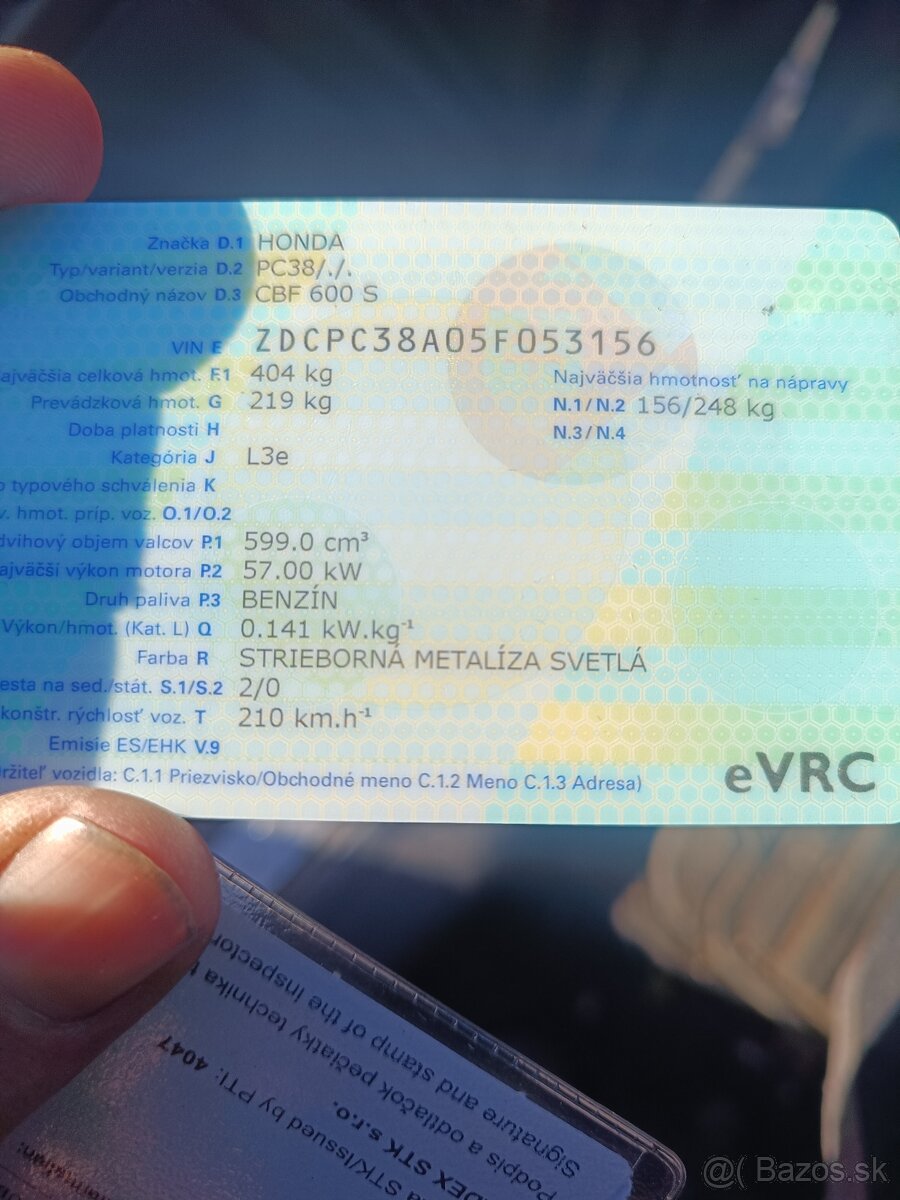 Značka D.1 HONDA
Typ/variant/verzia D.2 PC38/./.
Obchodný názov D.3 CBF 600 S
VIN E ZDCPC38A05F053156
ajväčšia celková hmot. F.1 404 kg Najväčšia hmotnosť na nápravy
Prevádzková hmot. G 219 kg N.1/N.2 156/248 kg
Doba platnosti H N.3/N.4
Kategória J L3e
o typového schválenia K
v. hmot. príp. voz. O.1/O.2
dvihový objem valcov P.1 599.0 cm³
ajväčší výkon motora P.2 57.00 kW
Druh paliva P.3 BENZÍN
Výkon/hmot. (Kat. L) Q 0.141 kW.kg⁻¹
Farba R STRIEBORNÁ METALÍZA SVETLÁ
esta na sed./stát. S.1/S.2 2/0
konštr. rýchlosť voz. T 210 km.h⁻¹
Emisie ES/EHK V.9
ržiteľ vozidla: C.1.1 Priezvisko/Obchodné meno C.1.2 Meno C.1.3 Adresa)
eVRC
Signature and stamp of the inspector
Podpis a odtlačok pečiatky technika
DEX STK s.r.o.
STK/Issued by PTI: 4047
@( Bazos.sk